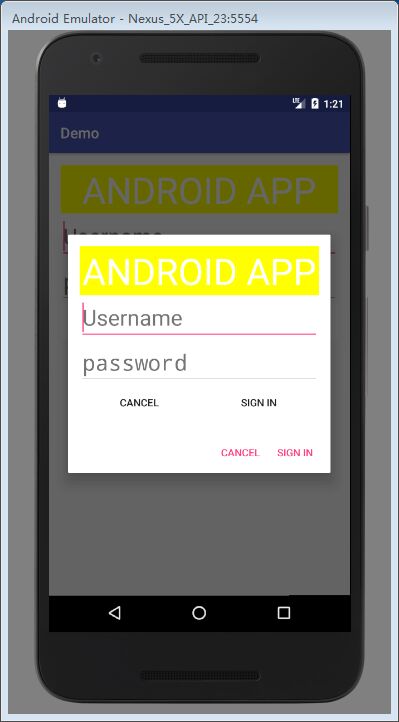 Android Emulator - Nexus_5X_API_23:5554
LTE 1:21
Demo
ANDROID APP
Username
ANDROID APP
Username
password
CANCEL SIGN IN
CANCEL SIGN IN